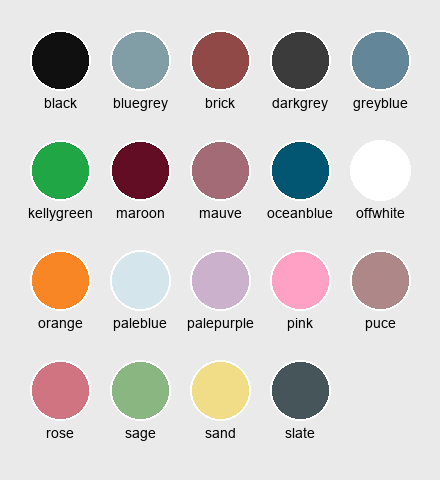 black bluegrey brick darkgrey greyblue
kellygreen maroon mauve oceanblue offwhite
orange paleblue palepurple pink puce
rose sage sand slate